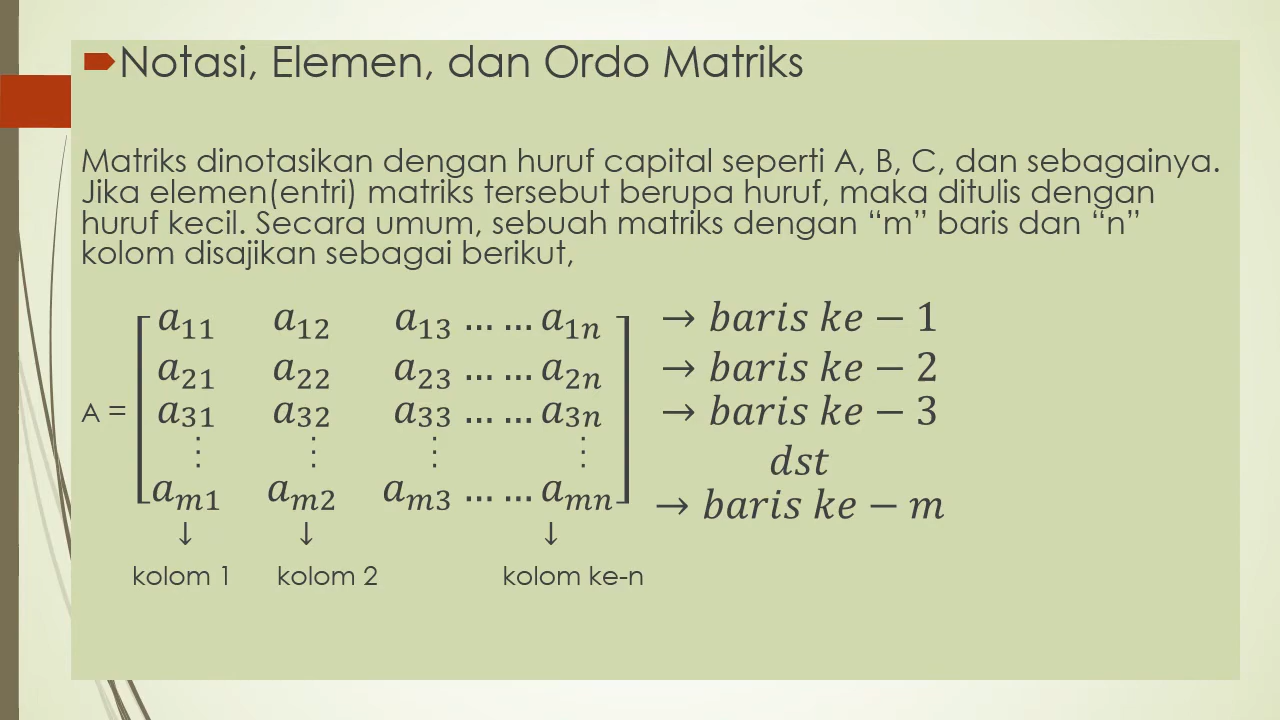 Notasi, Elemen, dan Ordo Matriks
Matriks dinotasikan dengan huruf capital seperti A, B, C, dan sebagainya.
Jika elemen(entri) matriks tersebut berupa huruf, maka ditulis dengan
huruf kecil. Secara umum, sebuah matriks dengan “m” baris dan “n”
kolom disajikan sebagai berikut,
a₁₁ a₁₂ a₁₃ … … a₁ₙ → baris ke − 1
a₂₁ a₂₂ a₂₃ … … a₂ₙ → baris ke − 2
A = a₃₁ a₃₂ a₃₃ … … a₃ₙ → baris ke − 3
⋮ ⋮ ⋮ ⋮ dst
aₘ₁ aₘ₂ aₘ₃ … … aₘₙ → baris ke − m
↓ ↓ ↓
kolom 1 kolom 2 kolom ke-n